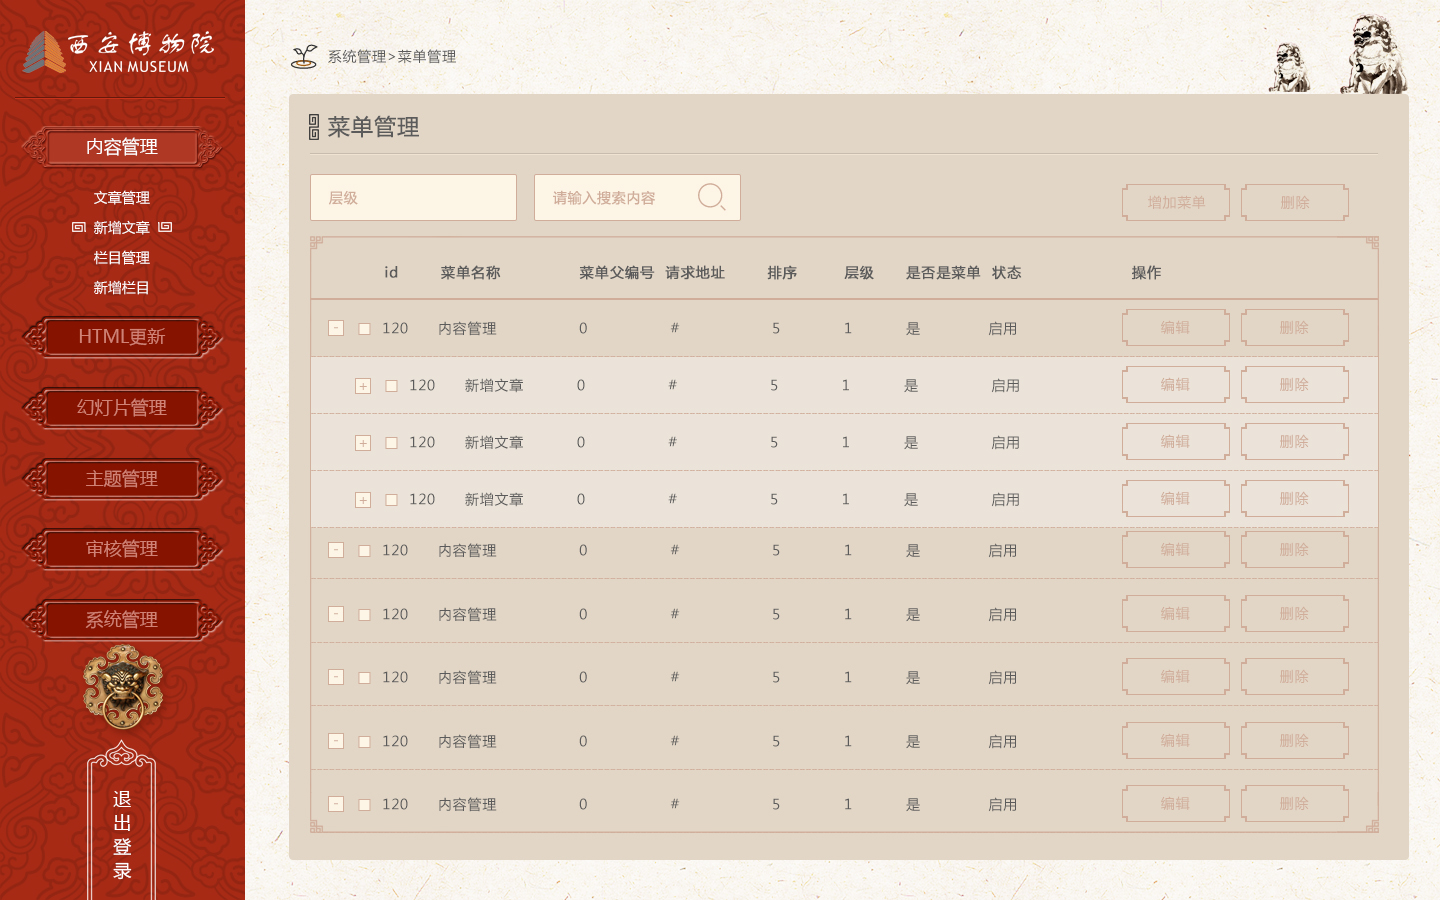 西安博物院
XIAN MUSEUM
内容管理
文章管理
新增文章
栏目管理
新增栏目
HTML更新
幻灯片管理
主题管理
审核管理
系统管理
退出登录
系统管理>菜单管理
菜单管理
层级
请输入搜索内容
增加菜单 删除
id 菜单名称 菜单父编号 请求地址 排序 层级 是否是菜单 状态 操作
- 120 内容管理 0 # 5 1 是 启用 编辑 删除
+ 120 新增文章 0 # 5 1 是 启用 编辑 删除
+ 120 新增文章 0 # 5 1 是 启用 编辑 删除
+ 120 新增文章 0 # 5 1 是 启用 编辑 删除
- 120 内容管理 0 # 5 1 是 启用 编辑 删除
- 120 内容管理 0 # 5 1 是 启用 编辑 删除
- 120 内容管理 0 # 5 1 是 启用 编辑 删除
- 120 内容管理 0 # 5 1 是 启用 编辑 删除
- 120 内容管理 0 # 5 1 是 启用 编辑 删除